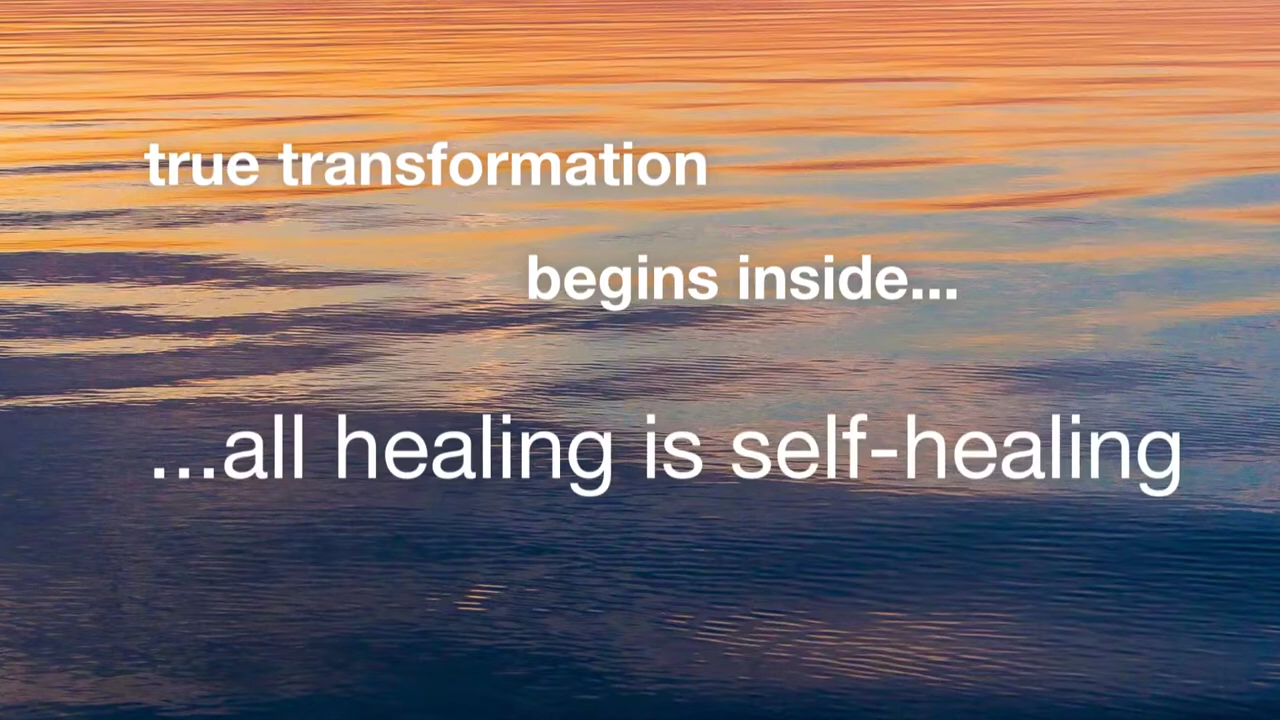 true transformation
begins inside...
...all healing is self-healing